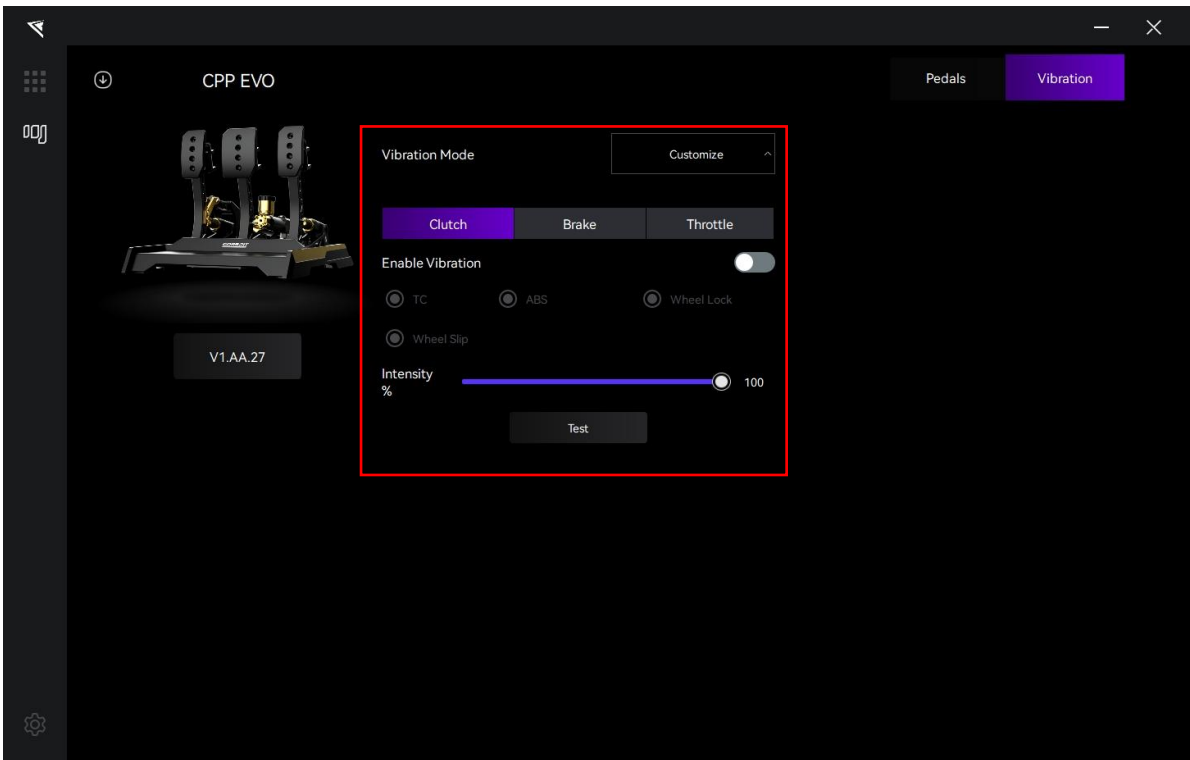 CPP EVO
Pedals Vibration
Vibration Mode Customize
Clutch Brake Throttle
Enable Vibration
TC ABS Wheel Lock
Wheel Slip
V1.AA.27
Intensity
% 100
Test